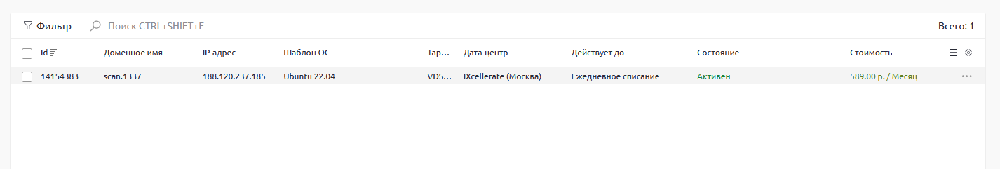 Фильтр Поиск CTRL+SHIFT+F Всего: 1
Id Доменное имя IP-адрес Шаблон ОС Тар... Дата-центр Действует до Состояние Стоимость
14154383 scan.1337 188.120.237.185 Ubuntu 22.04 VDS... IXcellerate (Москва) Ежедневное списание Активен 589.00 р. / Месяц